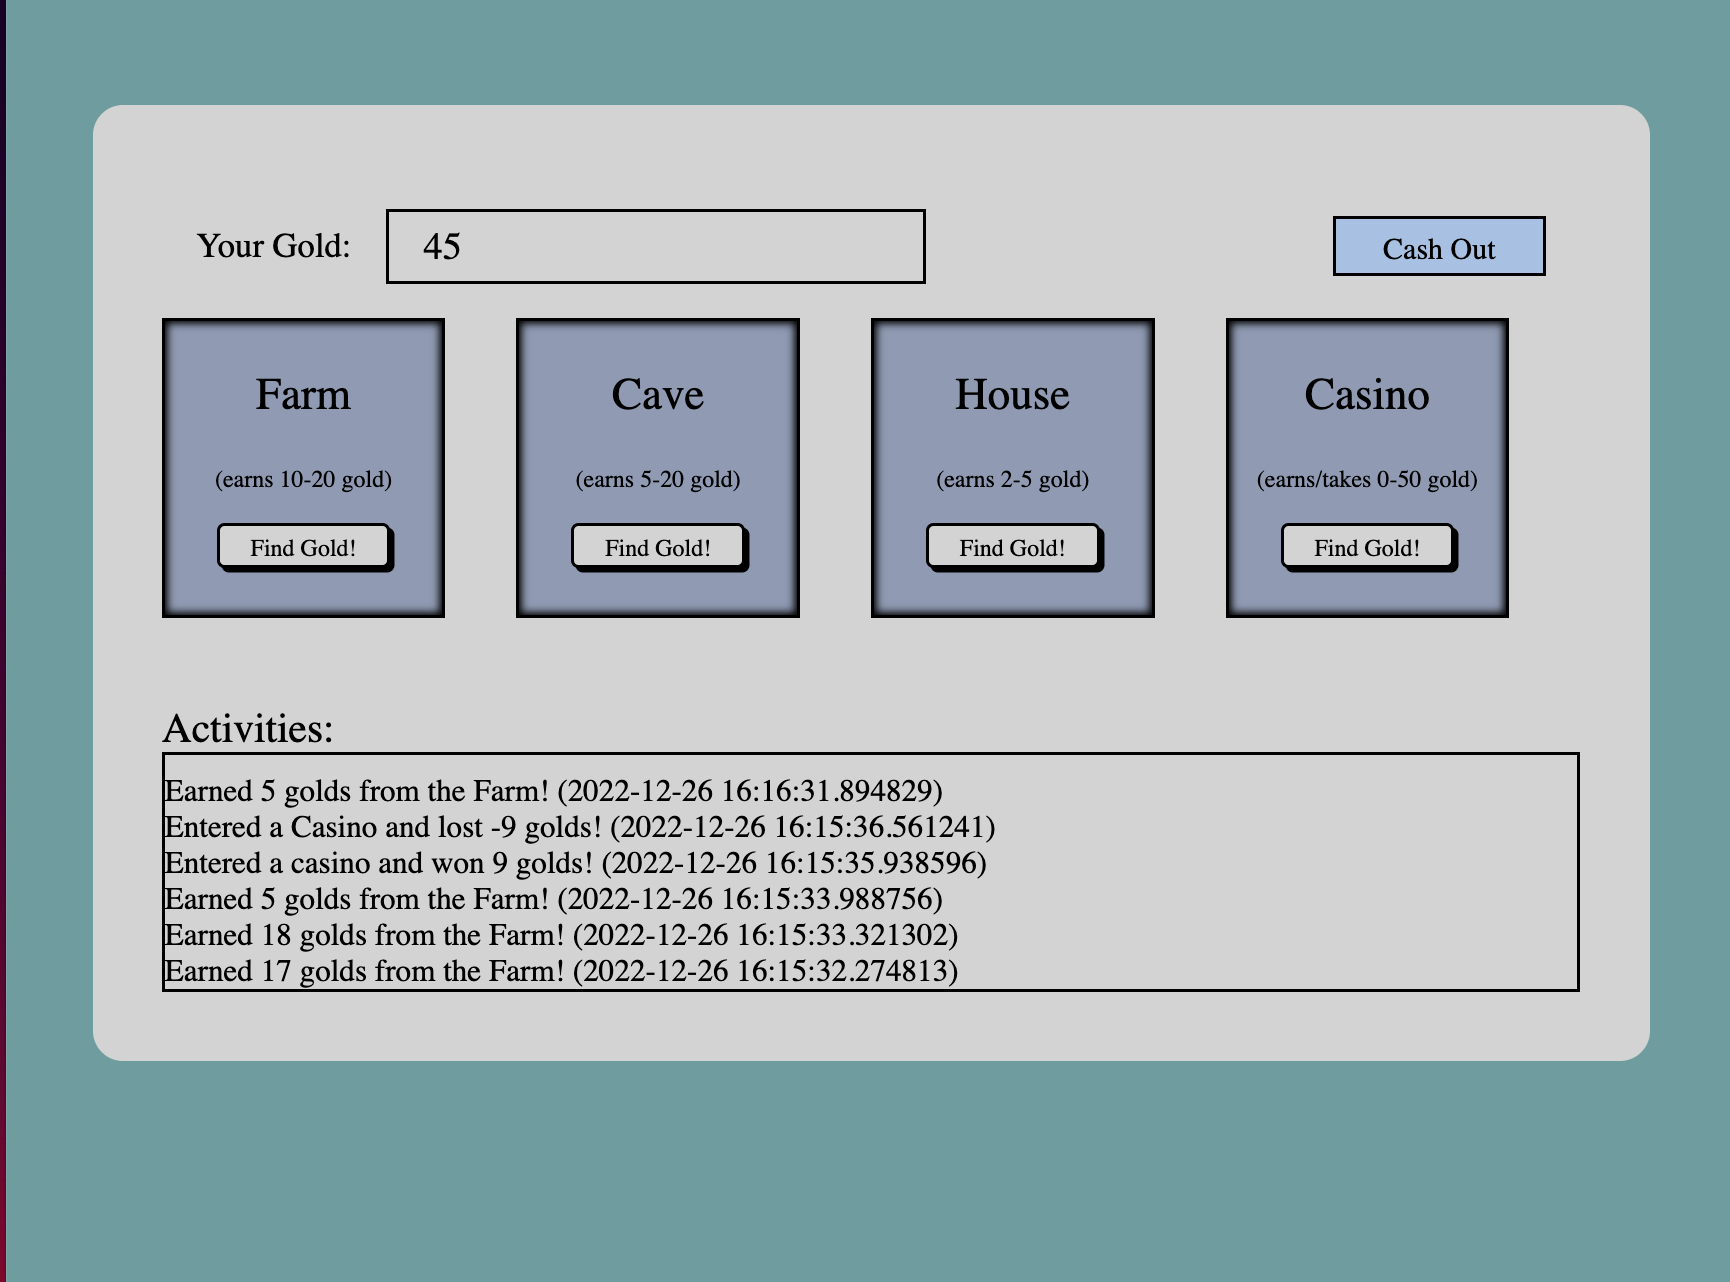 Your Gold: 45 Cash Out
Farm Cave House Casino
(earns 10-20 gold) (earns 5-20 gold) (earns 2-5 gold) (earns/takes 0-50 gold)
Find Gold! Find Gold! Find Gold! Find Gold!
Activities:
Earned 5 golds from the Farm! (2022-12-26 16:16:31.894829)
Entered a Casino and lost -9 golds! (2022-12-26 16:15:36.561241)
Entered a casino and won 9 golds! (2022-12-26 16:15:35.938596)
Earned 5 golds from the Farm! (2022-12-26 16:15:33.988756)
Earned 18 golds from the Farm! (2022-12-26 16:15:33.321302)
Earned 17 golds from the Farm! (2022-12-26 16:15:32.274813)